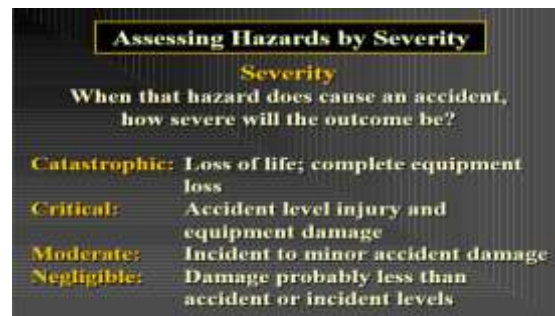 Assessing Hazards by Severity
Severity
When that hazard does cause an accident,
how severe will the outcome be?
Catastrophic: Loss of life; complete equipment
loss
Critical: Accident level injury and
equipment damage
Moderate: Incident to minor accident damage
Negligible: Damage probably less than
accident or incident levels